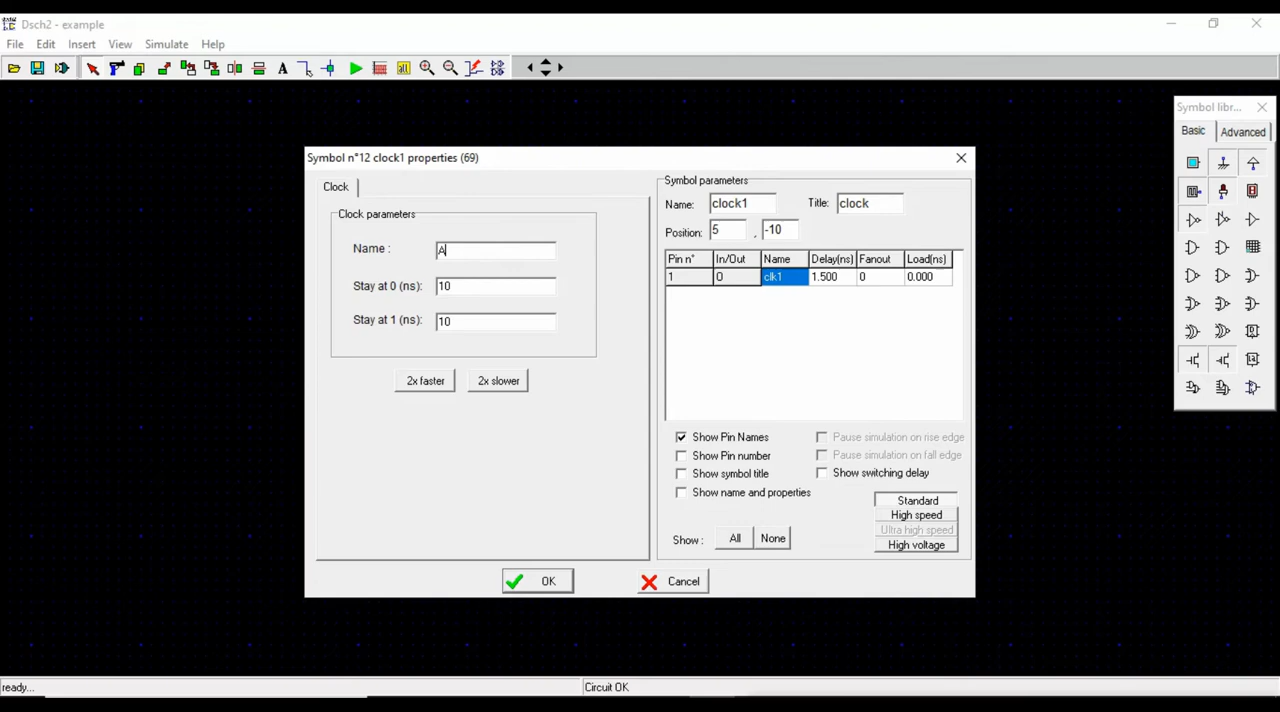 Dsch2 - example
File Edit Insert View Simulate Help
Symbol libr...
Basic Advanced
Symbol n°12 clock1 properties (69)
Clock
Clock parameters
Name : A
Stay at 0 (ns): 10
Stay at 1 (ns): 10
2x faster 2x slower
Symbol parameters
Name: clock1 Title: clock
Position: 5 , -10
Pin n° In/Out Name Delay(ns) Fanout Load(ns)
1 O clk1 1.500 0 0.000
Show Pin Names Pause simulation on rise edge
Show Pin number Pause simulation on fall edge
Show symbol title Show switching delay
Show name and properties
Standard
High speed
Ultra high speed
High voltage
Show : All None
OK Cancel
ready... Circuit OK